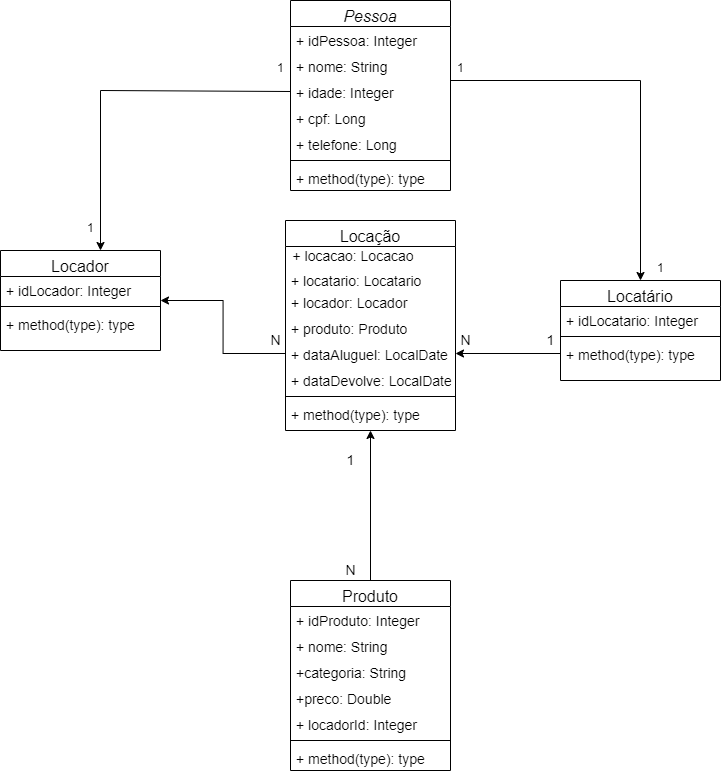 Pessoa
+ idPessoa: Integer
+ nome: String
+ idade: Integer
+ cpf: Long
+ telefone: Long
+ method(type): type
1
1
1
1
Locador
+ idLocador: Integer
+ method(type): type
Locação
+ locacao: Locacao
+ locatario: Locatario
+ locador: Locador
+ produto: Produto
+ dataAluguel: LocalDate
+ dataDevolve: LocalDate
+ method(type): type
Locatário
+ idLocatario: Integer
+ method(type): type
N
N
1
1
N
Produto
+ idProduto: Integer
+ nome: String
+categoria: String
+preco: Double
+ locadorId: Integer
+ method(type): type